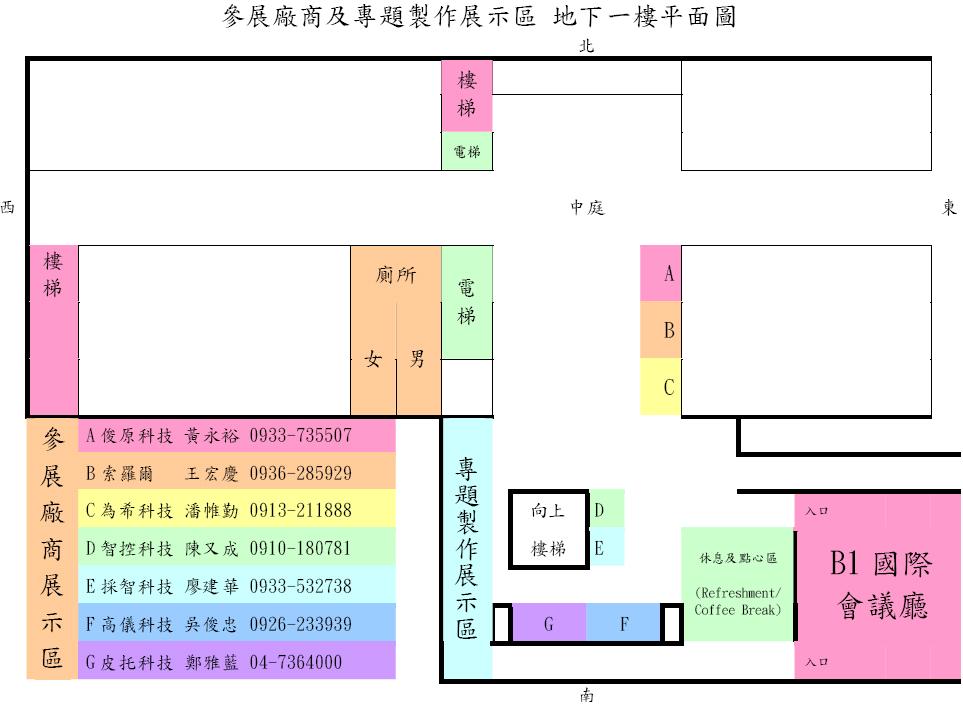 參展廠商及專題製作展示區 地下一樓平面圖
北
樓梯
電梯
西
中庭
東
樓梯
廁所
女 男
電梯
A
B
C
參展廠商展示區
A 俊原科技 黃永裕 0933-735507
B 索羅爾 王宏慶 0936-285929
C 為希科技 潘帷勤 0913-211888
D 智控科技 陳又成 0910-180781
E 採智科技 廖建華 0933-532738
F 高儀科技 吳俊忠 0926-233939
G 皮托科技 鄭雅藍 04-7364000
專題製作展示區
向上
樓梯
D
E
G
F
休息及點心區
(Refreshment/
Coffee Break)
入口
B1 國際
會議廳
入口
南